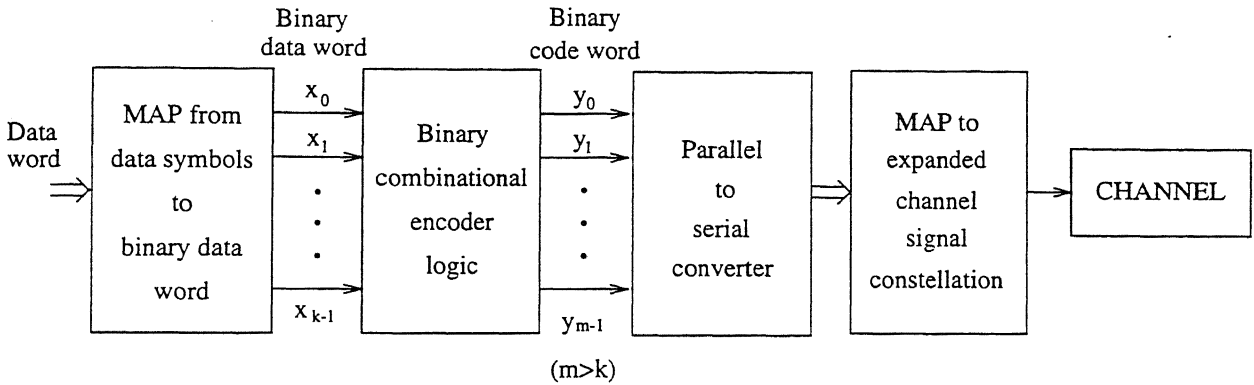 Binary
data word
Binary
code word
Data
word
MAP from
data symbols
to
binary data
word
x0
x1
xk-1
Binary
combinational
encoder
logic
y0
y1
ym-1
(m>k)
Parallel
to
serial
converter
MAP to
expanded
channel
signal
constellation
CHANNEL